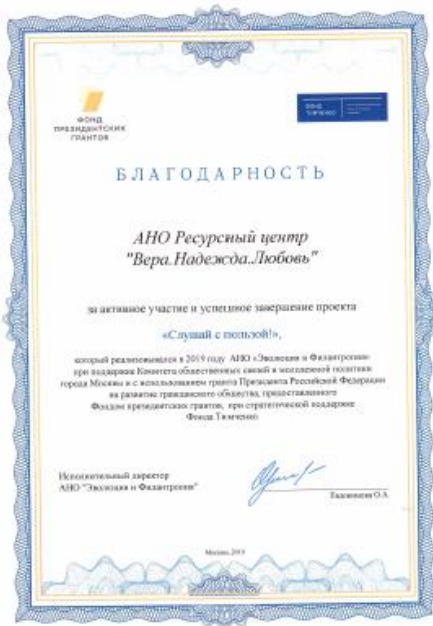 ФОНД
ПРЕЗИДЕНТСКИХ
ГРАНТОВ
ФОНД
ТИМЧЕНКО
БЛАГОДАРНОСТЬ
АНО Ресурсный центр
"Вера.Надежда.Любовь"
за активное участие и успешное завершение проекта
«Слушай с пользой!»,
который реализовывался в 2019 году АНО «Эволюция и Филантропия»
при поддержке Комитета общественных связей и молодежной политики
города Москвы и с использованием гранта Президента Российской Федерации
на развитие гражданского общества, предоставленного
Фондом президентских грантов, при стратегической поддержке
Фонда Тимченко.
Исполнительный директор
АНО "Эволюция и Филантропия"
О.А.
Москва, 2019